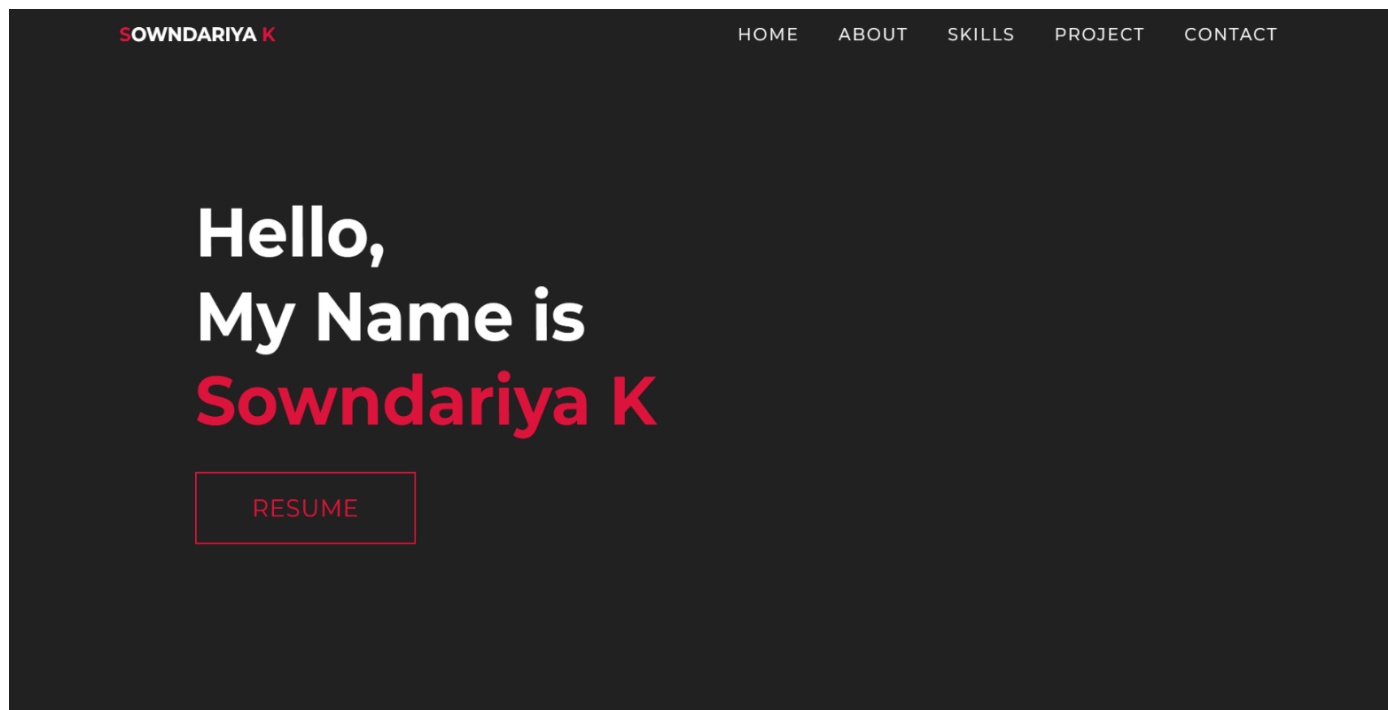 SOWNDARIYA K
HOME ABOUT SKILLS PROJECT CONTACT
Hello,
My Name is
Sowndariya K
RESUME